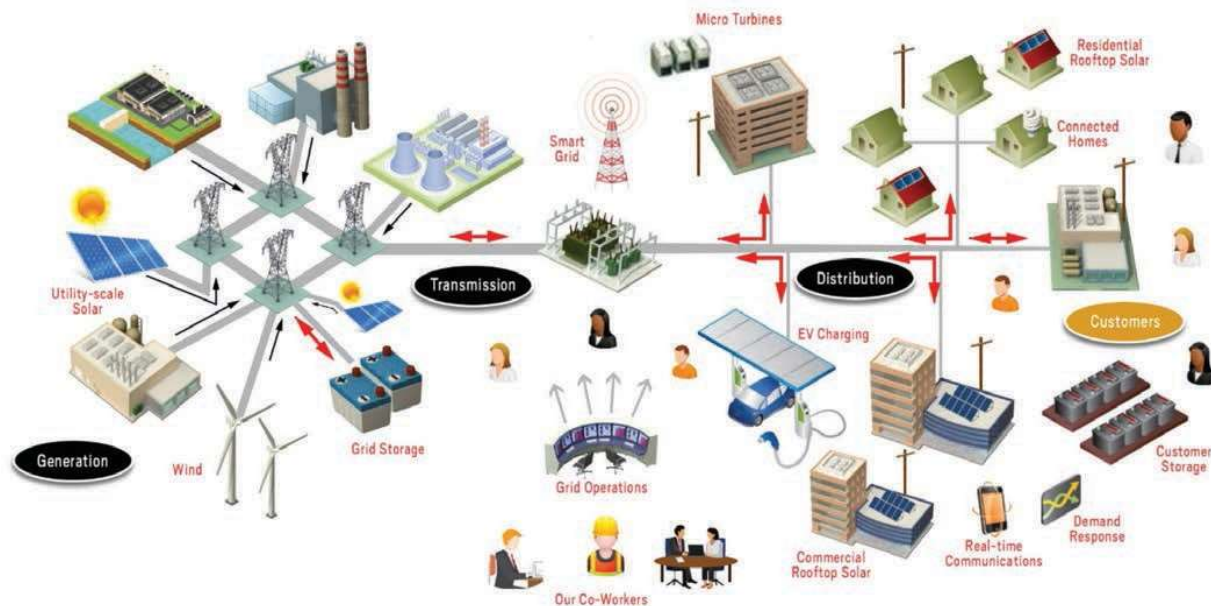 Micro Turbines
Residential
Rooftop Solar
Smart
Grid
Connected
Homes
Utility-scale
Solar
Transmission
Distribution
Customers
EV Charging
Generation
Wind
Grid Storage
Grid Operations
Customer
Storage
Commercial
Rooftop Solar
Real-time
Communications
Demand
Response
Our Co-Workers